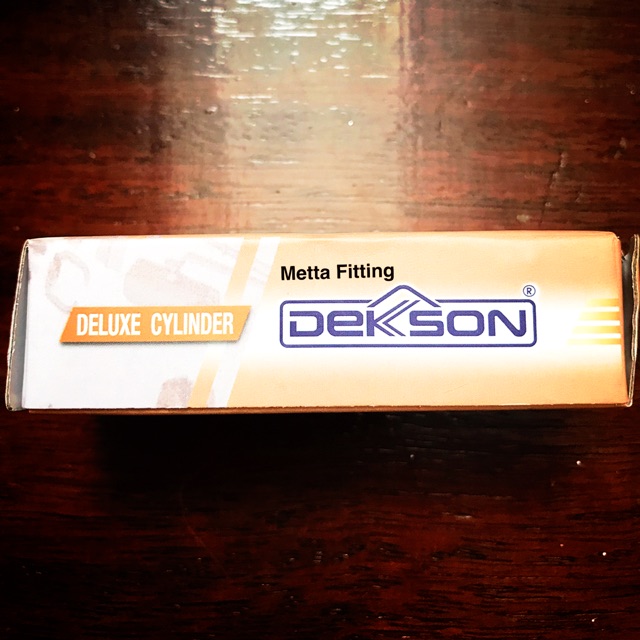 DELUXE CYLINDER
Metta Fitting
DEKSON®